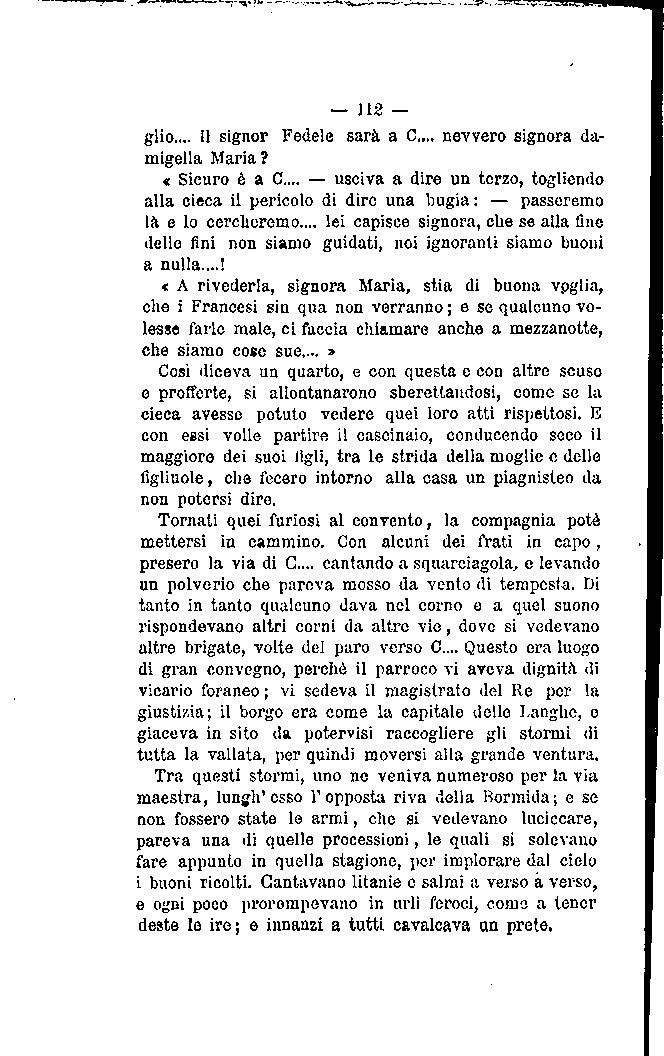 — 112 —
glio.... il signor Fedele sarà a C.... nevvero signora da-
migella Maria?
« Sicuro è a C.... — usciva a dire un terzo, togliendo
alla cieca il pericolo di dire una bugia: — passeremo
là e lo cercheremo.... lei capisce signora, che se alla fine
delle fini non siamo guidati, noi ignoranti siamo buoni
a nulla....!
« A rivederla, signora Maria, stia di buona voglia,
che i Francesi sin qua non verranno; e se qualcuno vo-
lesse farle male, ci faccia chiamare anche a mezzanotte,
che siamo cose sue.... »
Così diceva un quarto, e con questa e con altre scuse
e profferte, si allontanarono sberettandosi, come se la
cieca avesse potuto vedere quei loro atti rispettosi. E
con essi volle partire il cascinaio, conducendo seco il
maggiore dei suoi figli, tra le strida della moglie e delle
figliuole, che fecero intorno alla casa un piagnisteo da
non potersi dire.
Tornati quei furiosi al convento, la compagnia potè
mettersi in cammino. Con alcuni dei frati in capo,
presero la via di C.... cantando a squarciagola, e levando
un polverio che pareva mosso da vento di tempesta. Di
tanto in tanto qualcuno dava nel corno e a quel suono
rispondevano altri corni da altre vie, dove si vedevano
altre brigate, volte del paro verso C.... Questo era luogo
di gran convegno, perchè il parroco vi aveva dignità di
vicario foraneo; vi sedeva il magistrato del Re per la
giustizia; il borgo era come la capitale delle Langhe, e
giaceva in sito da potervisi raccogliere gli stormi di
tutta la vallata, per quindi moversi alla grande ventura.
Tra questi stormi, uno ne veniva numeroso per la via
maestra, lungh' esso l' opposta riva della Bormida; e se
non fossero state le armi, che si vedevano luccicare,
pareva una di quelle processioni, le quali si solevano
fare appunto in quella stagione, per implorare dal cielo
i buoni ricolti. Cantavano litanie e salmi a verso a verso,
e ogni poco prorompevano in urli feroci, come a tener
deste le ire; e innanzi a tutti cavalcava un prete.